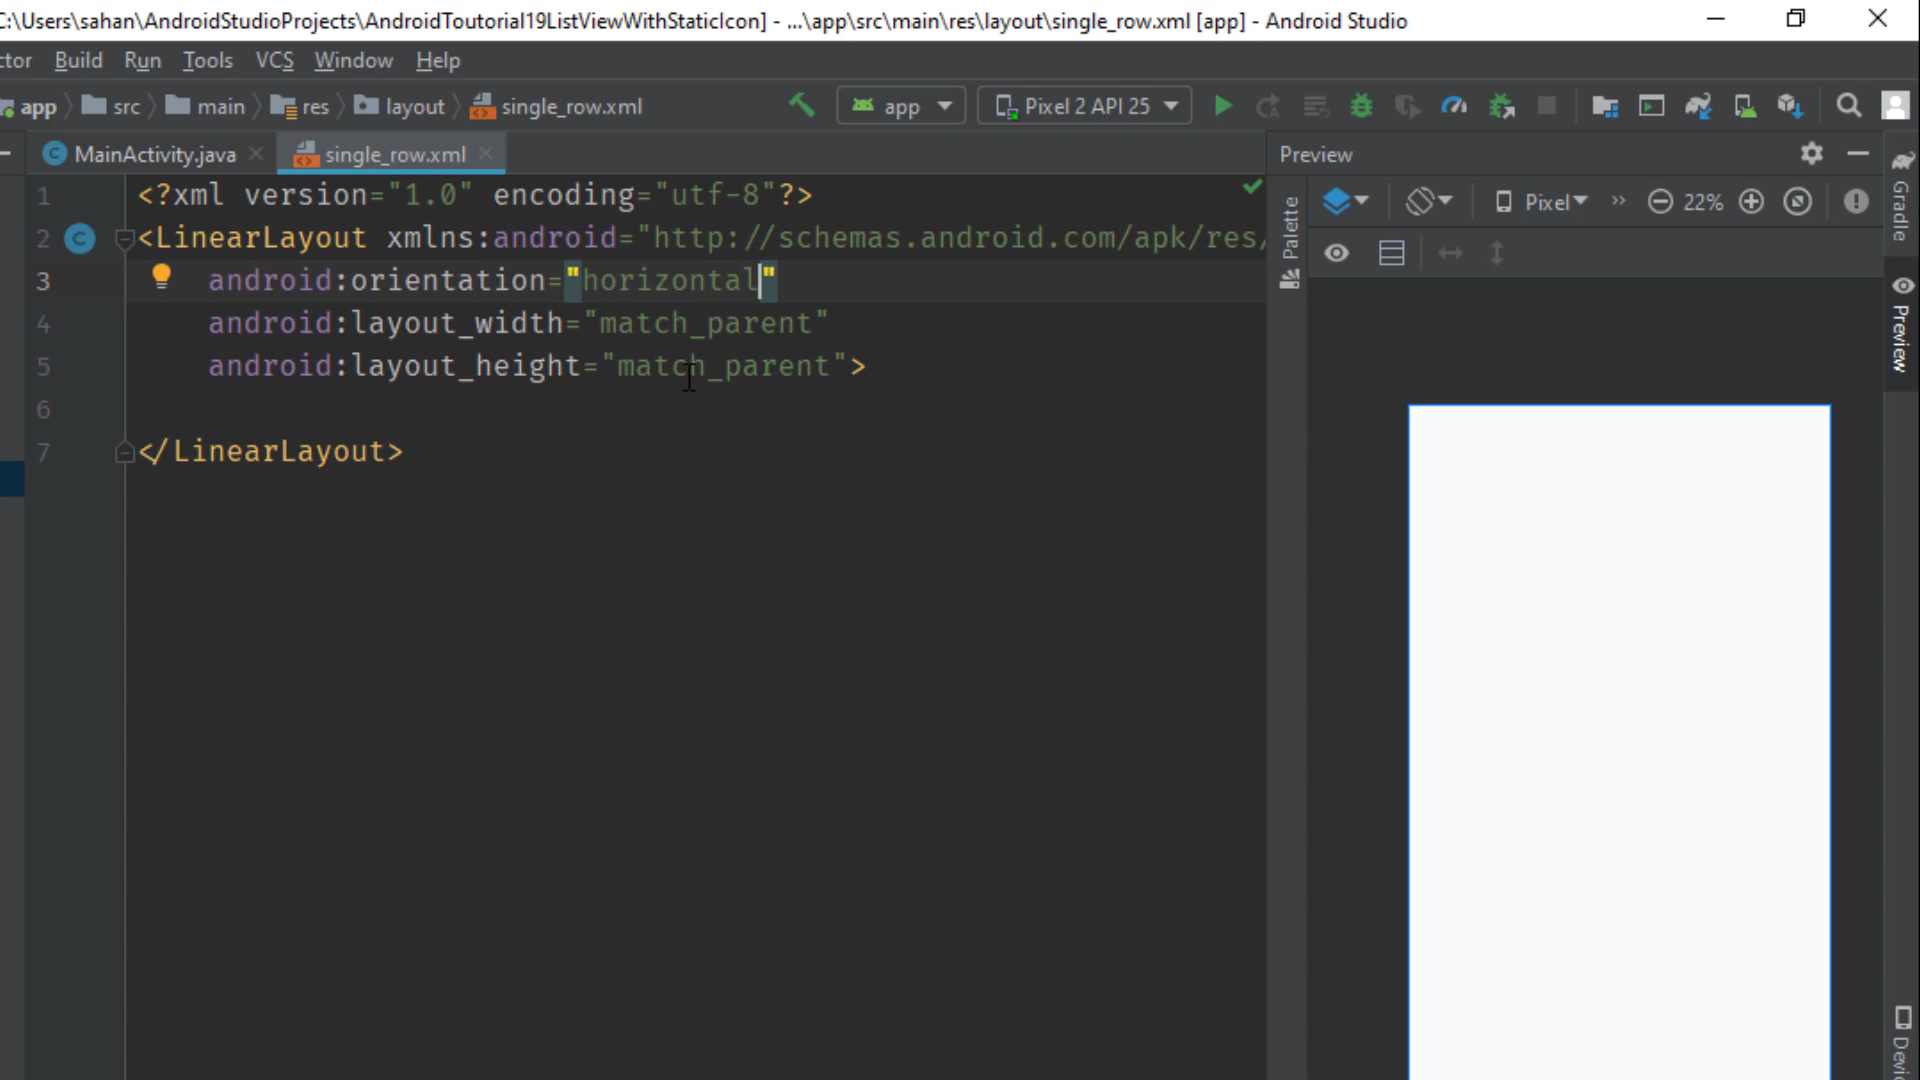 C:\Users\sahan\AndroidStudioProjects\AndroidToutorial19ListViewWithStaticIcon] - ...\app\src\main\res\layout\single_row.xml [app] - Android Studio
ctor Build Run Tools VCS Window Help
app src main res layout single_row.xml app Pixel 2 API 25
MainActivity.java single_row.xml Preview
Pixel 22%
Palette
Gradle
Preview
1 <?xml version="1.0" encoding="utf-8"?>
2 <LinearLayout xmlns:android="http://schemas.android.com/apk/res/
3 android:orientation="horizontal"
4 android:layout_width="match_parent"
5 android:layout_height="match_parent">
6
7 </LinearLayout>
Devic